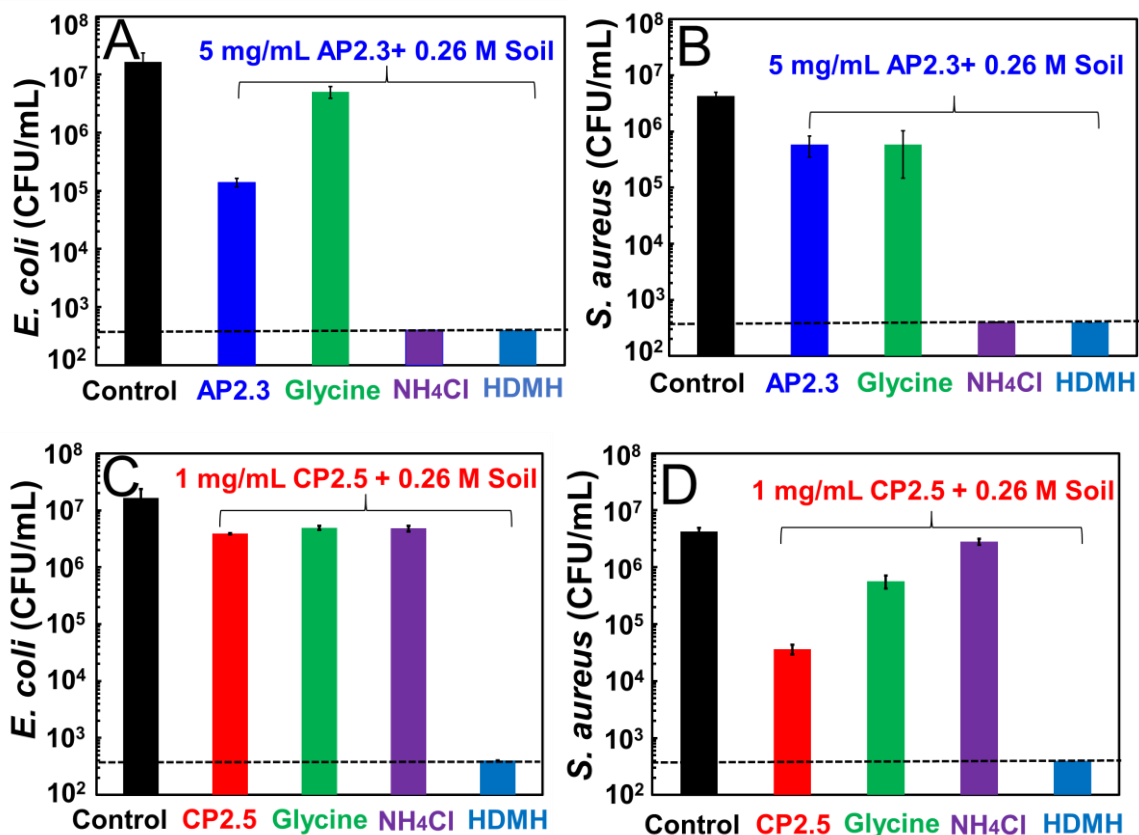 A
5 mg/mL AP2.3+ 0.26 M Soil
E. coli (CFU/mL)
10⁸
10⁷
10⁶
10⁵
10⁴
10³
10²
Control AP2.3 Glycine NH₄Cl HDMH
B
5 mg/mL AP2.3+ 0.26 M Soil
S. aureus (CFU/mL)
10⁸
10⁷
10⁶
10⁵
10⁴
10³
10²
Control AP2.3 Glycine NH₄Cl HDMH
C
1 mg/mL CP2.5 + 0.26 M Soil
E. coli (CFU/mL)
10⁸
10⁷
10⁶
10⁵
10⁴
10³
10²
Control CP2.5 Glycine NH₄Cl HDMH
D
1 mg/mL CP2.5 + 0.26 M Soil
S. aureus (CFU/mL)
10⁸
10⁷
10⁶
10⁵
10⁴
10³
10²
Control CP2.5 Glycine NH₄Cl HDMH